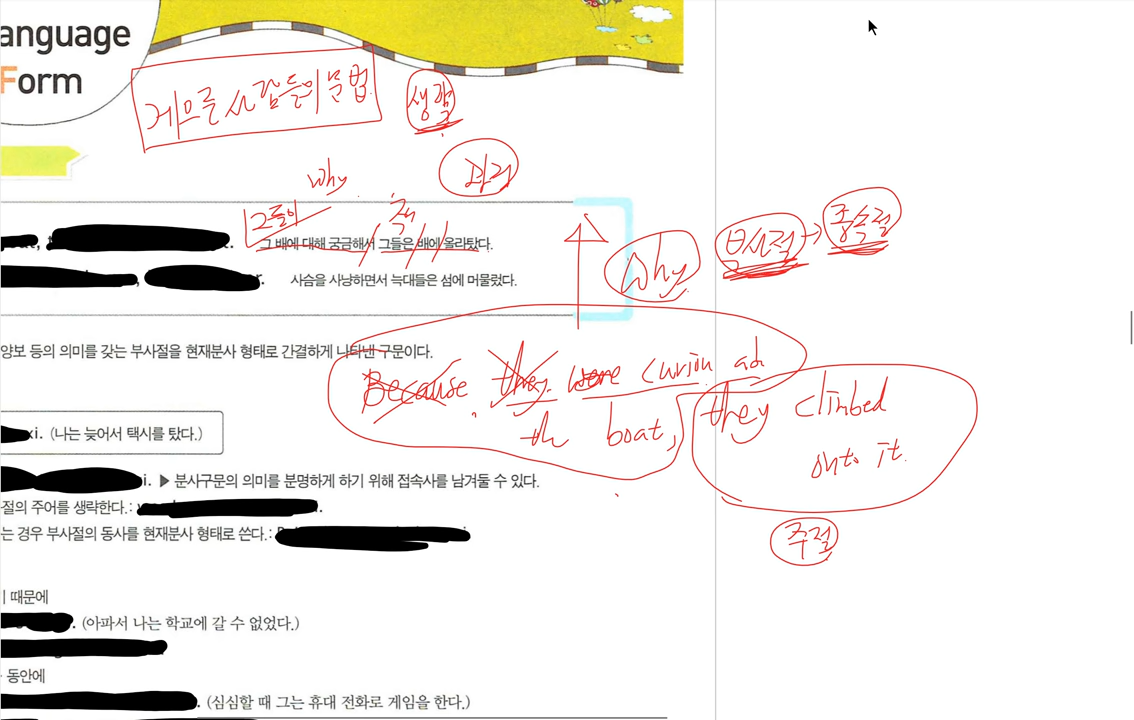 anguage
Form
게으른 사람들의 문법
생략
과거
why
그들이
그 배에 대해 궁금해서 그들은 배에 올라탔다.
why
부사절 → 종속절
r. 사슴을 사냥하면서 늑대들은 섬에 머물렀다.
양보 등의 의미를 갖는 부사절을 현재분사 형태로 간결하게 나타낸 구문이다.
Because they were curious
the boat, they climbed
onto it.
xi. (나는 늦어서 택시를 탔다.)
i. ▶ 분사구문의 의미를 분명하게 하기 위해 접속사를 남겨둘 수 있다.
절의 주어를 생략한다. :
는 경우 부사절의 동사를 현재분사 형태로 쓴다. :
주절
때문에
. (아파서 나는 학교에 갈 수 없었다.)
동안에
. (심심할 때 그는 휴대 전화로 게임을 한다.)